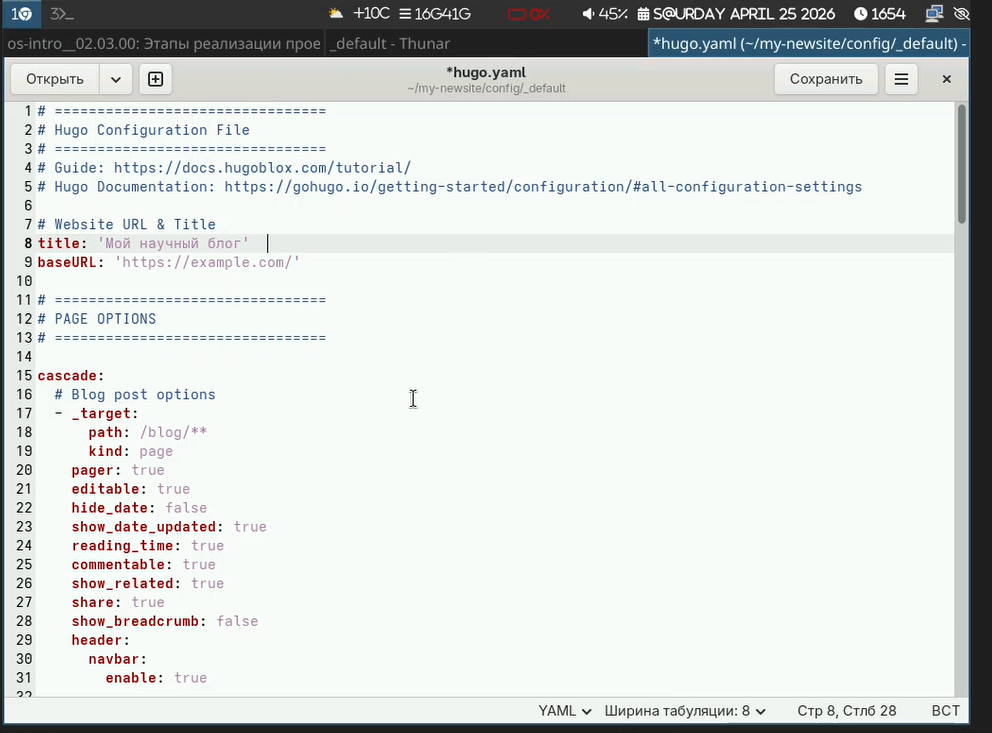 +10C 16G41G 0% 45% S@URDAY APRIL 25 2026 1654
os-intro__02.03.00: Этапы реализации прое
_default - Thunar
*hugo.yaml (~/my-newsite/config/_default) -
Открыть
*hugo.yaml
~/my-newsite/config/_default
Сохранить
1 # ================================
2 # Hugo Configuration File
3 # ================================
4 # Guide: https://docs.hugoblox.com/tutorial/
5 # Hugo Documentation: https://gohugo.io/getting-started/configuration/#all-configuration-settings
6
7 # Website URL & Title
8 title: 'Мой научный блог'
9 baseURL: 'https://example.com/'
10
11 # ================================
12 # PAGE OPTIONS
13 # ================================
14
15 cascade:
16 # Blog post options
17 - _target:
18 path: /blog/**
19 kind: page
20 pager: true
21 editable: true
22 hide_date: false
23 show_date_updated: true
24 reading_time: true
25 commentable: true
26 show_related: true
27 share: true
28 show_breadcrumb: false
29 header:
30 navbar:
31 enable: true
YAML Ширина табуляции: 8 Стр 8, Стлб 28 ВСТ